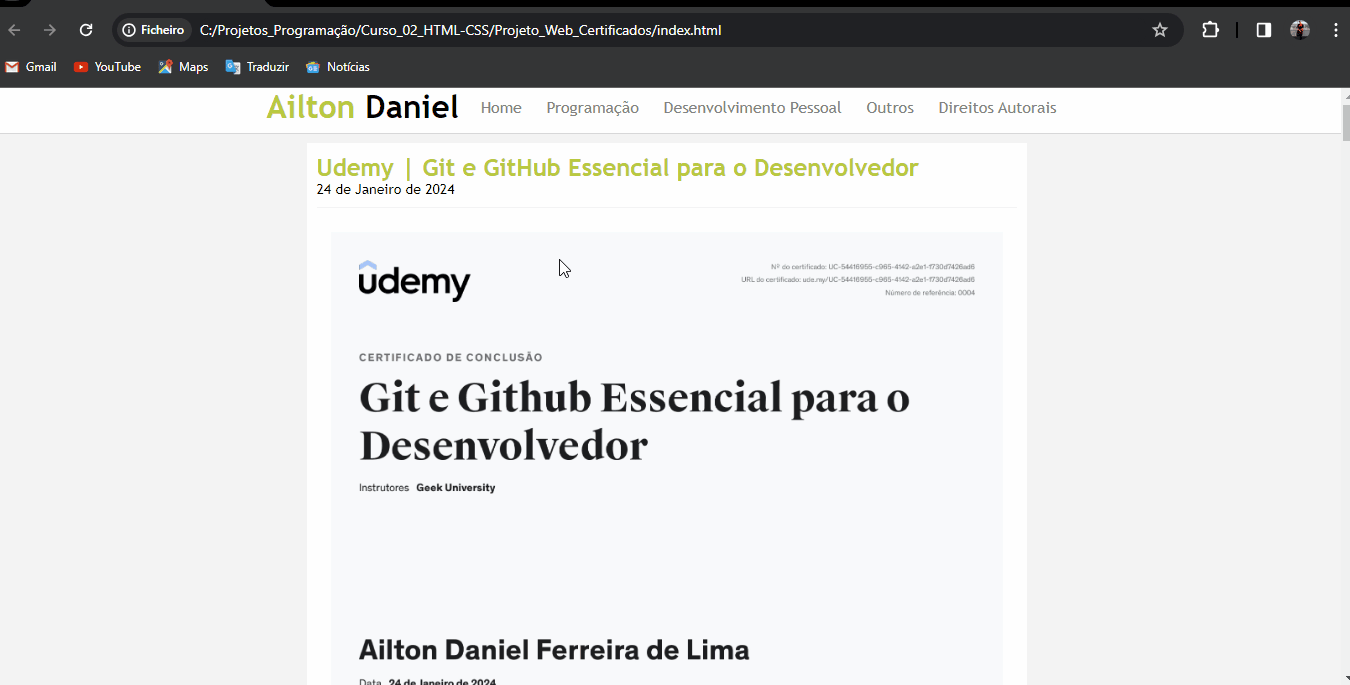 Ficheiro C:/Projetos_Programação/Curso_02_HTML-CSS/Projeto_Web_Certificados/index.html
Gmail YouTube Maps Traduzir Notícias
Ailton Daniel Home Programação Desenvolvimento Pessoal Outros Direitos Autorais
Udemy | Git e GitHub Essencial para o Desenvolvedor
24 de Janeiro de 2024
udemy
Nº do certificado: UC-54416955-c965-4142-a2e1-f730d7426ad6
URL do certificado: ude.my/UC-54416955-c965-4142-a2e1-f730d7426ad6
Número de referência: 0004
CERTIFICADO DE CONCLUSÃO
Git e Github Essencial para o
Desenvolvedor
Instrutores Geek University
Ailton Daniel Ferreira de Lima
Data 24 de Janeiro de 2024